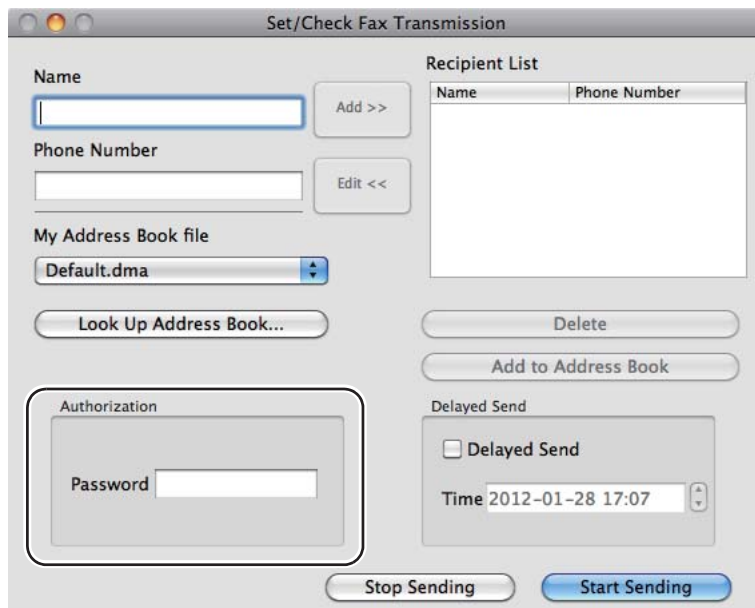 Set/Check Fax Transmission
Name
Add >>
Phone Number
Edit <<
My Address Book file
Default.dma
Look Up Address Book...
Recipient List
Name Phone Number
Delete
Add to Address Book
Authorization
Password
Delayed Send
Delayed Send
Time 2012-01-28 17:07
Stop Sending Start Sending